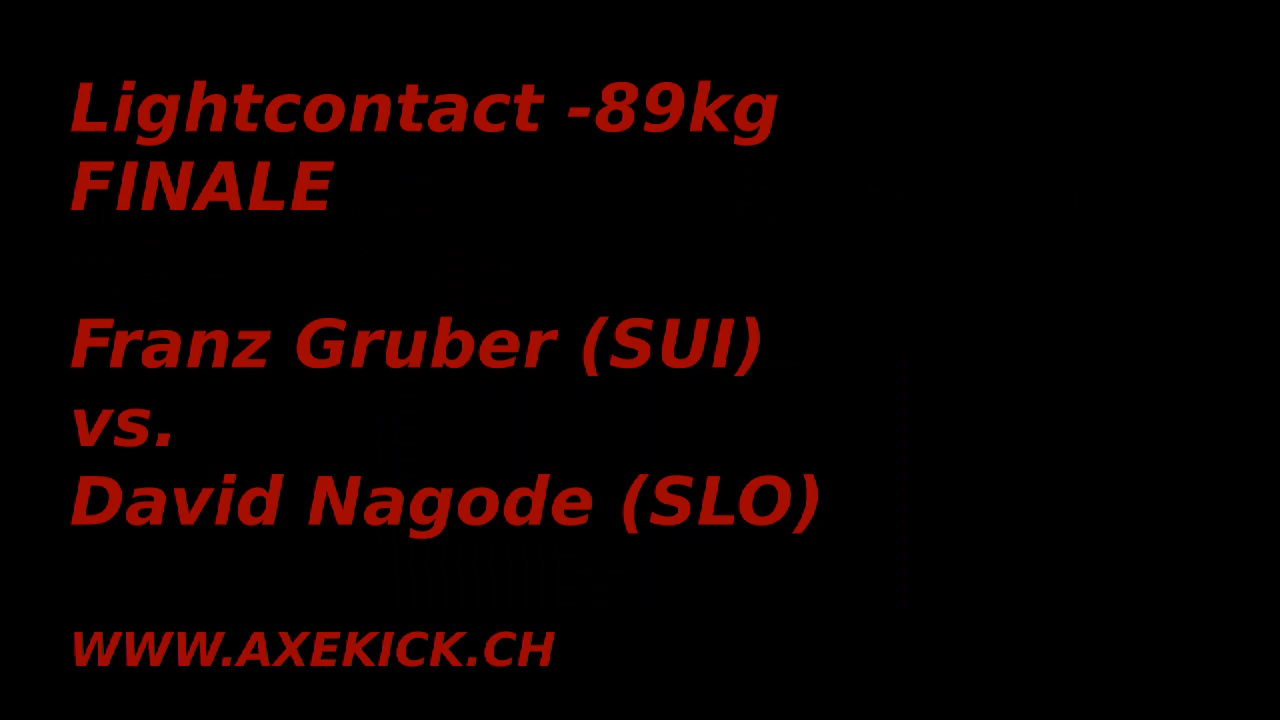 Lightcontact -89kg
FINALE
Franz Gruber (SUI)
vs.
David Nagode (SLO)
WWW.AXEKICK.CH